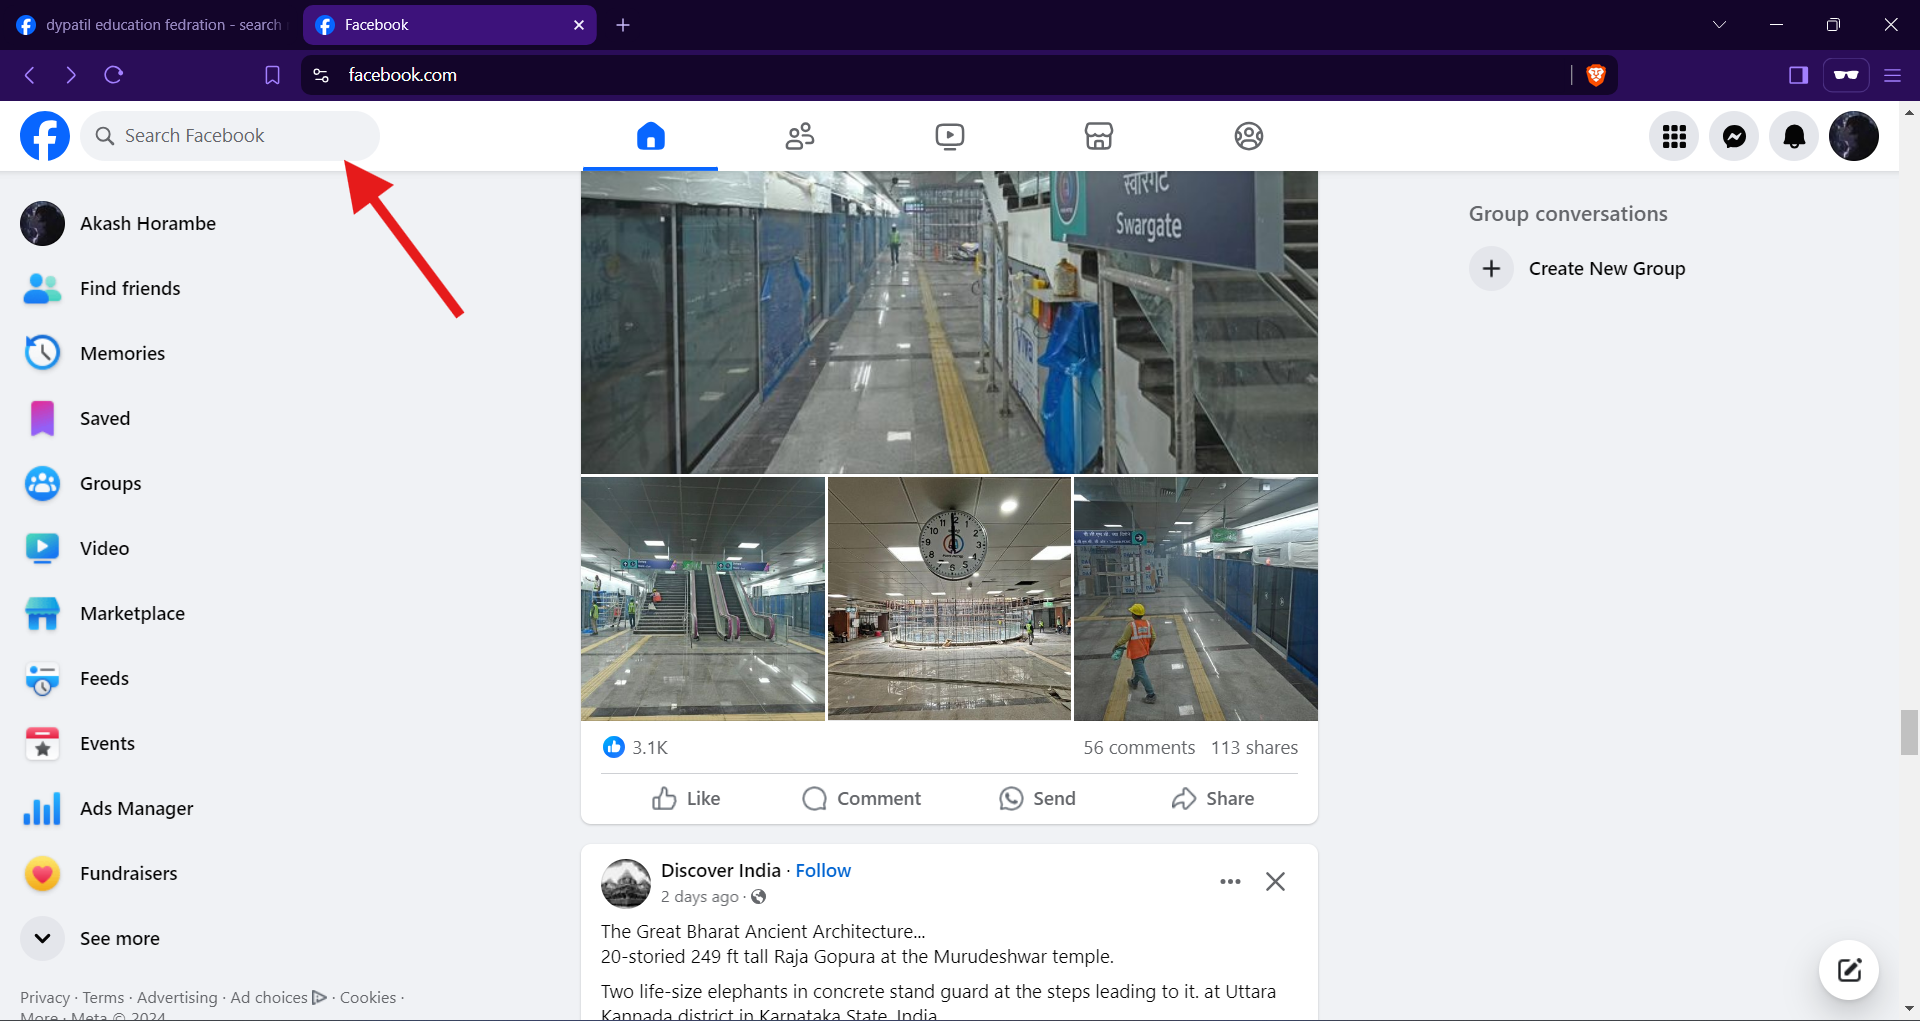 dypatil education fedration - search
Facebook
facebook.com
Search Facebook
Akash Horambe
Find friends
Memories
Saved
Groups
Video
Marketplace
Feeds
Events
Ads Manager
Fundraisers
See more
Privacy · Terms · Advertising · Ad choices · Cookies ·
More · Meta © 2024
स्वारगेट
Swargate
3.1K
56 comments 113 shares
Like Comment Send Share
Discover India · Follow
2 days ago ·
The Great Bharat Ancient Architecture...
20-storied 249 ft tall Raja Gopura at the Murudeshwar temple.
Two life-size elephants in concrete stand guard at the steps leading to it. at Uttara
Kannada district in Karnataka State, India
Group conversations
Create New Group